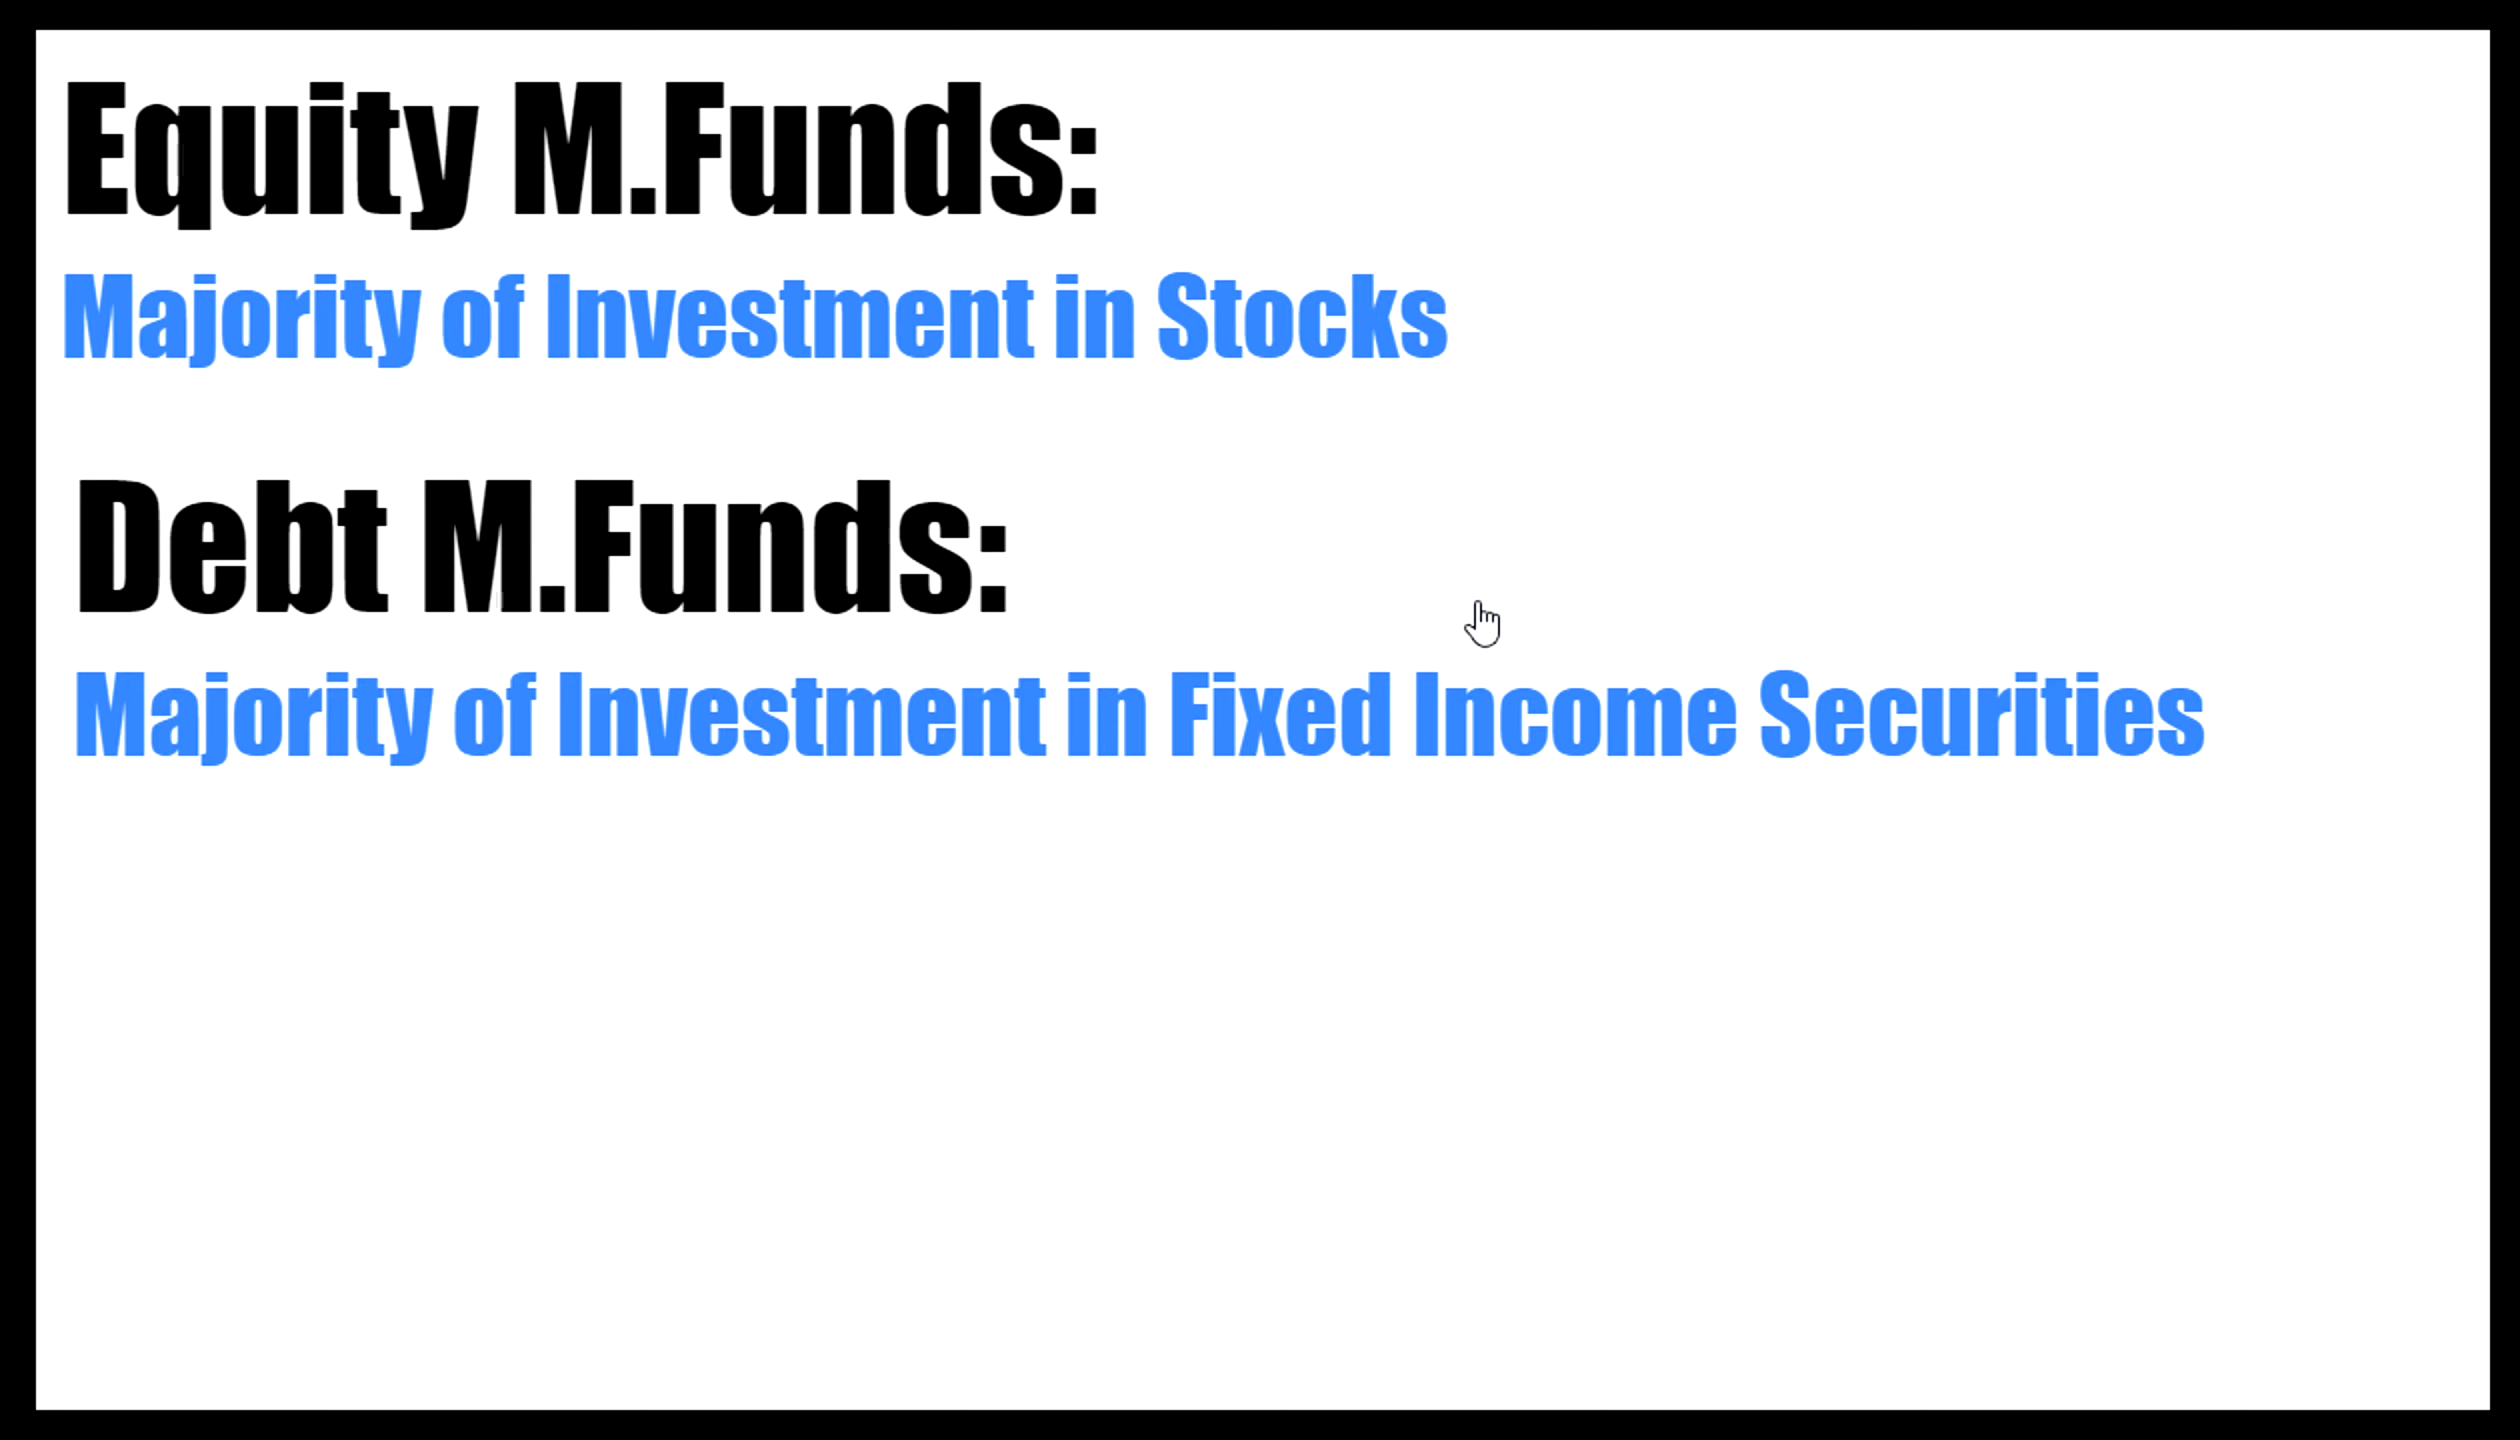 Equity M.Funds:
Majority of Investment in Stocks
Debt M.Funds:
Majority of Investment in Fixed Income Securities